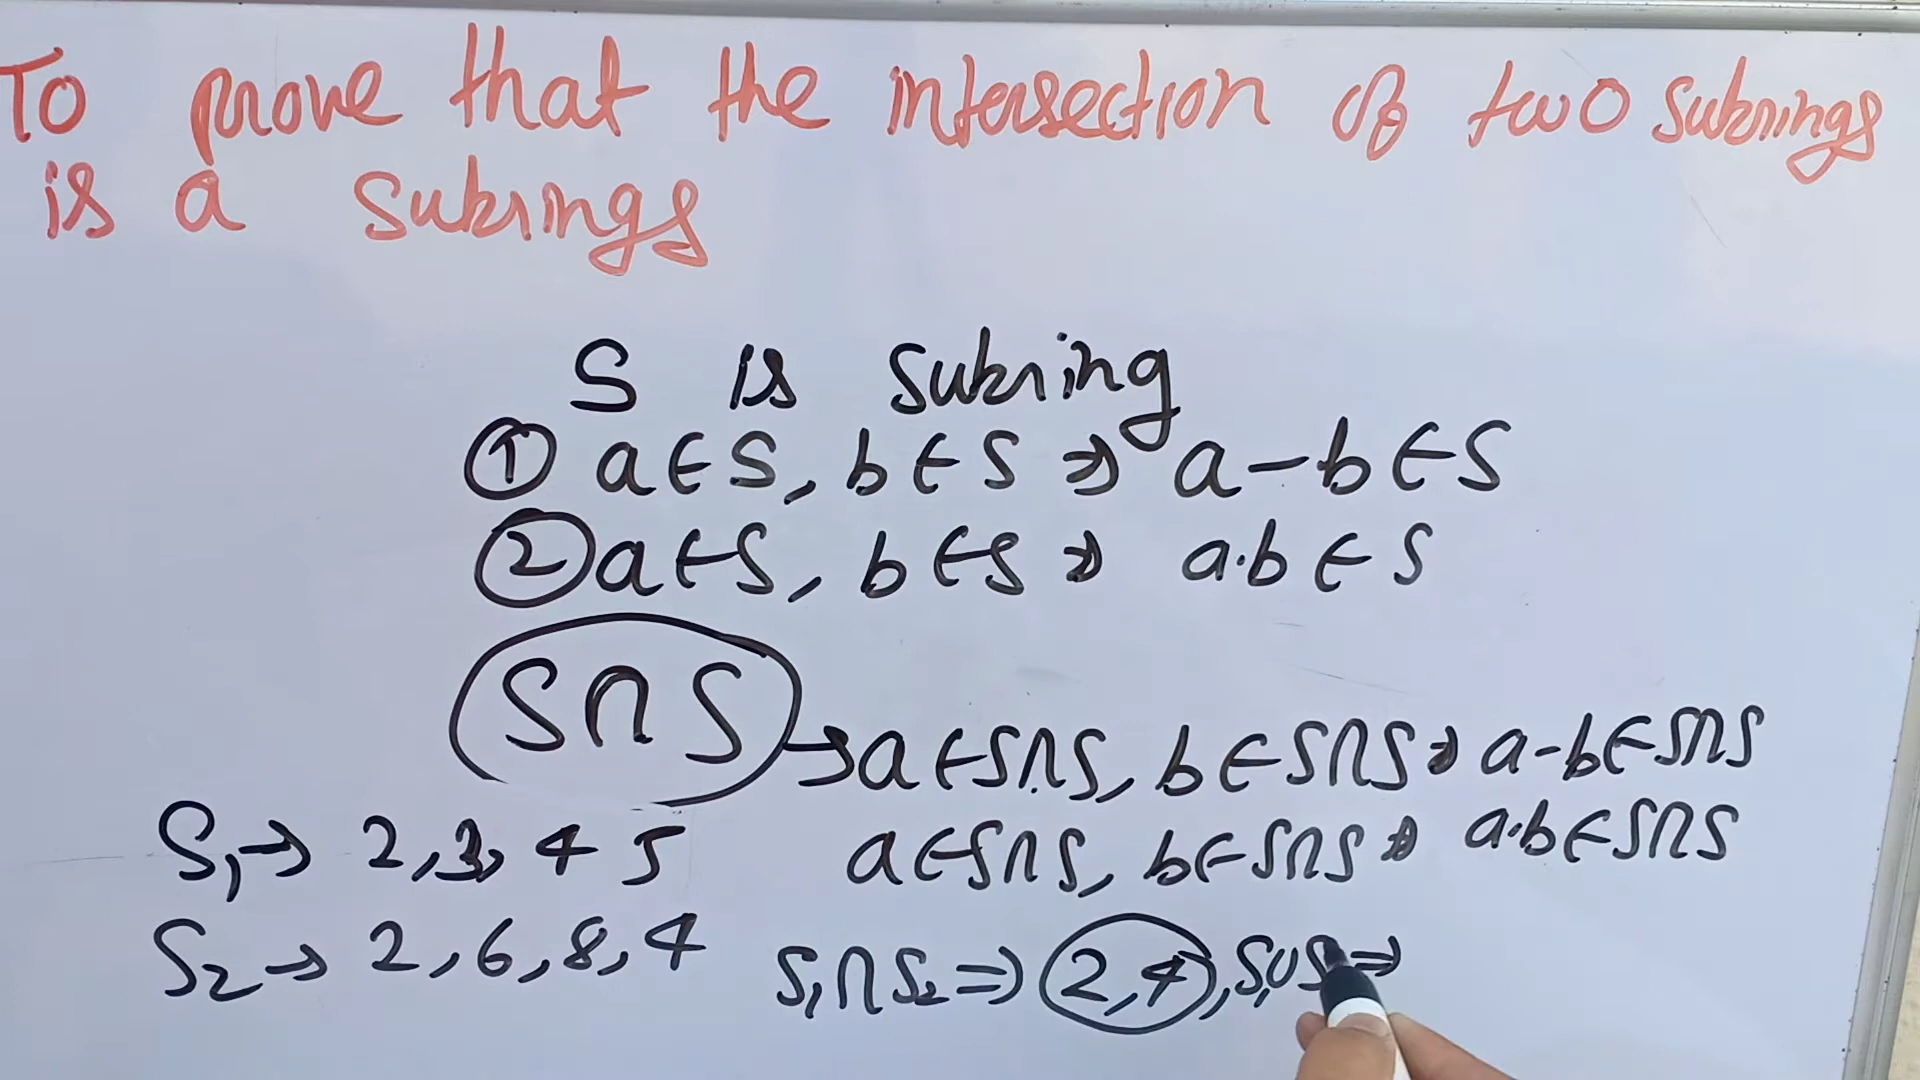 To prove that the intersection of two subrings
is a subrings
S is subring
① a∈S, b∈S ⇒ a-b∈S
② a∈S, b∈S ⇒ a·b∈S
S∩S → a∈S∩S, b∈S∩S ⇒ a-b∈S∩S
a∈S∩S, b∈S∩S ⇒ a·b∈S∩S
S₁→ 2,3,4 5
S₂→ 2,6,8,4
S₁∩S₂ ⇒ 2,4, S₁∪S ⇒